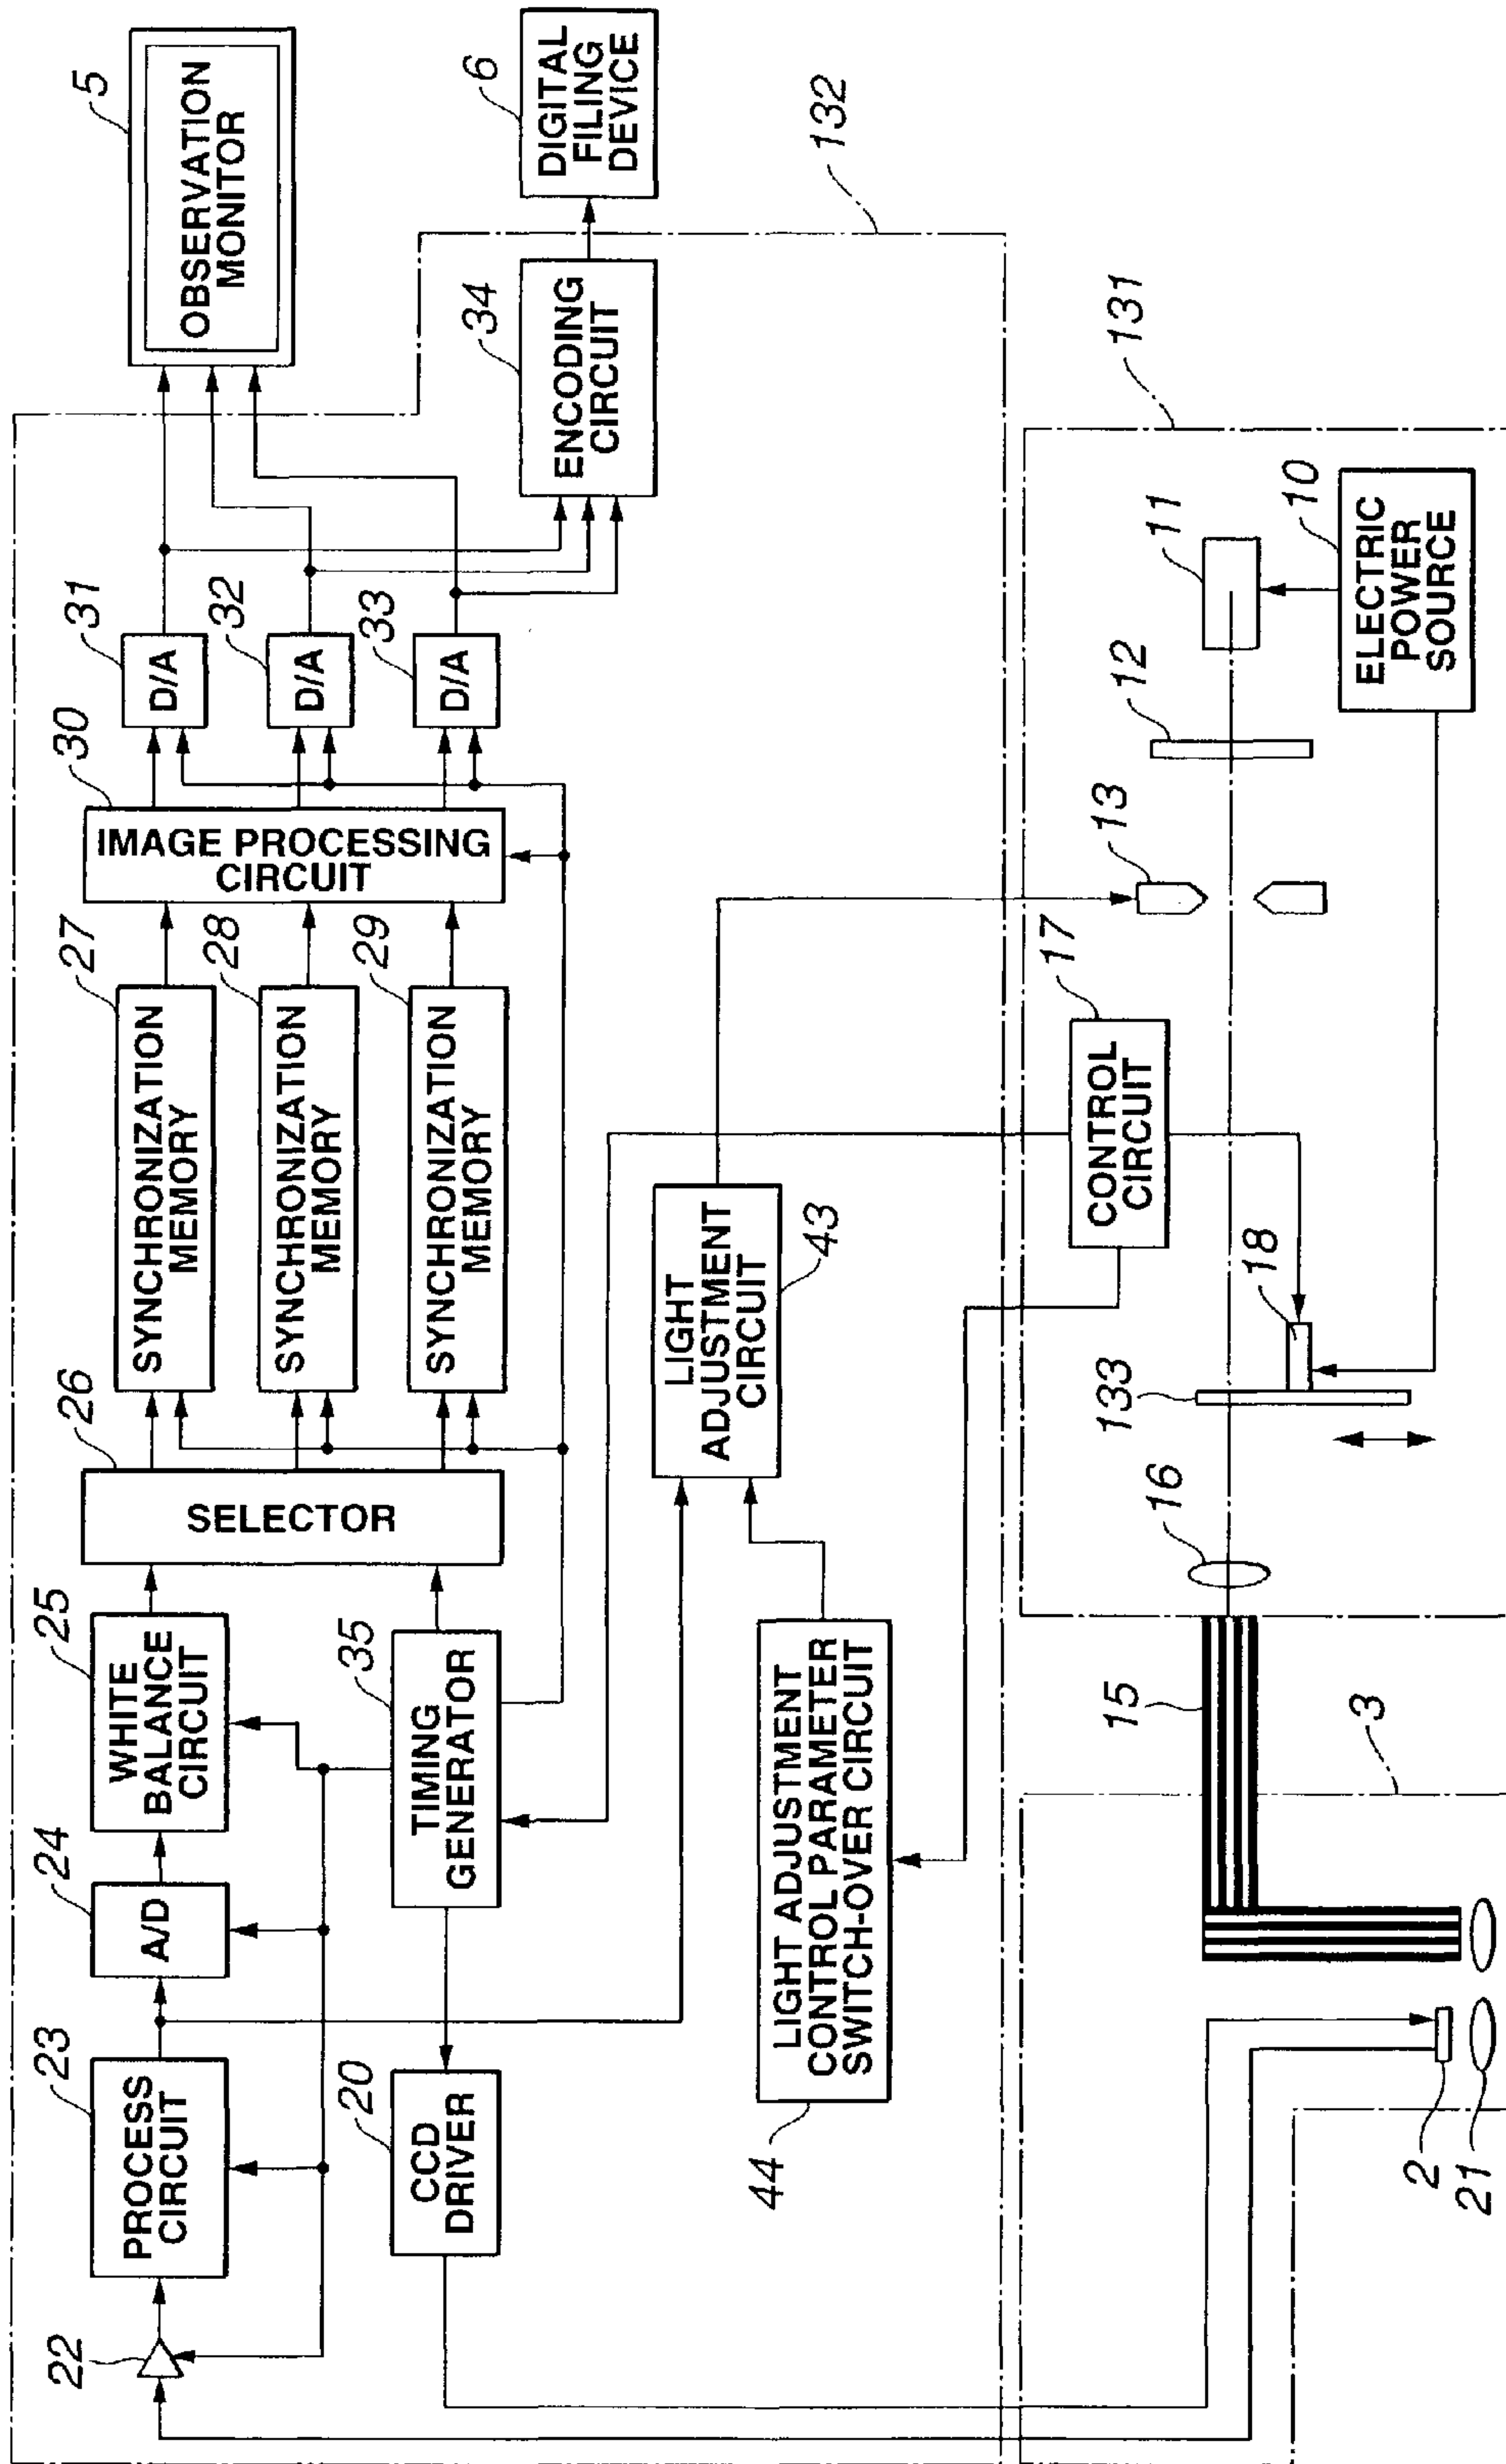 22
23
PROCESS
CIRCUIT
24
A/D
25
WHITE
BALANCE
CIRCUIT
26
SELECTOR
27
SYNCHRONIZATION
MEMORY
28
SYNCHRONIZATION
MEMORY
29
SYNCHRONIZATION
MEMORY
30
IMAGE PROCESSING
CIRCUIT
31
D/A
32
D/A
33
D/A
5
OBSERVATION
MONITOR
20
CCD
DRIVER
35
TIMING
GENERATOR
34
ENCODING
CIRCUIT
6
DIGITAL
FILING
DEVICE
132
43
LIGHT
ADJUSTMENT
CIRCUIT
44
LIGHT ADJUSTMENT
CONTROL PARAMETER
SWITCH-OVER CIRCUIT
17
CONTROL
CIRCUIT
131
13
12
11
10
ELECTRIC
POWER
SOURCE
18
133
16
15
3
2
21